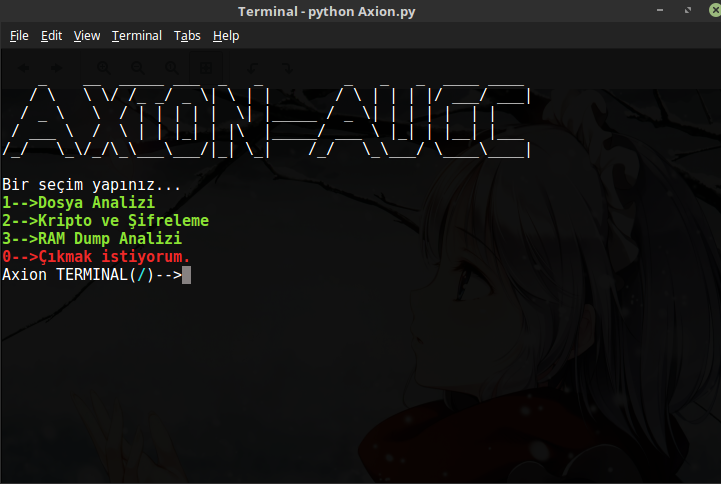 Terminal - python Axion.py
File Edit View Terminal Tabs Help
AXION-AUCC
Bir seçim yapınız...
1-->Dosya Analizi
2-->Kripto ve Şifreleme
3-->RAM Dump Analizi
0-->Çıkmak istiyorum.
Axion TERMINAL(/)-->